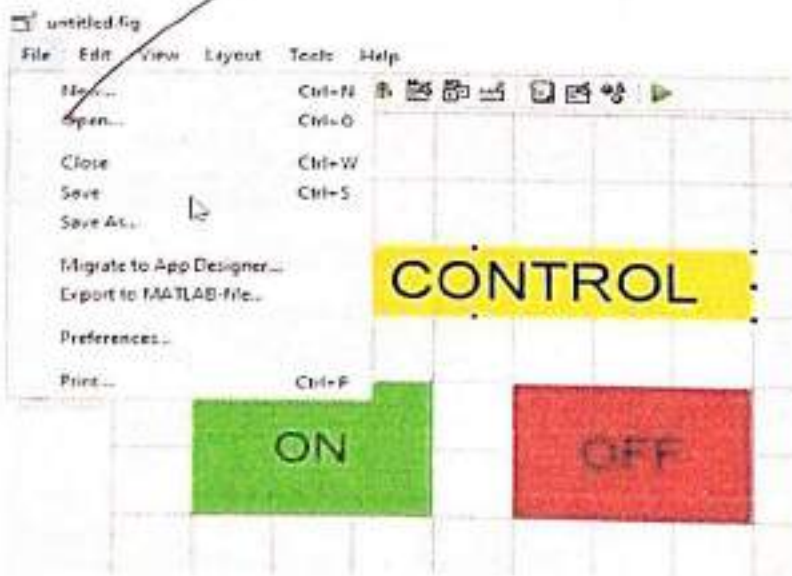 untitled.fig
File Edit View Layout Tools Help
New... Ctrl+N
Open... Ctrl+O
Close Ctrl+W
Save Ctrl+S
Save As...
Migrate to App Designer...
Export to MATLAB-file...
Preferences...
Print... Ctrl+P
CONTROL
ON OFF